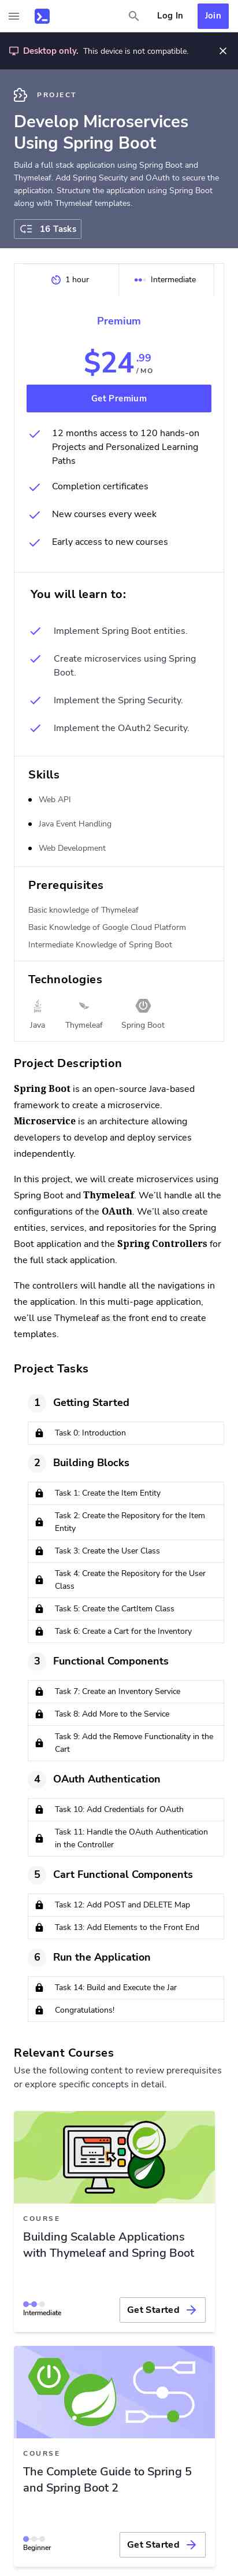 Log In
Join
Desktop only. This device is not compatible.
PROJECT
Develop Microservices
Using Spring Boot
Build a full stack application using Spring Boot and
Thymeleaf. Add Spring Security and OAuth to secure the
application. Structure the application using Spring Boot
along with Thymeleaf templates.
16 Tasks
1 hour
Intermediate
Premium
$24 .99 /MO
Get Premium
12 months access to 120 hands-on
Projects and Personalized Learning
Paths
Completion certificates
New courses every week
Early access to new courses
You will learn to:
Implement Spring Boot entities.
Create microservices using Spring
Boot.
Implement the Spring Security.
Implement the OAuth2 Security.
Skills
Web API
Java Event Handling
Web Development
Prerequisites
Basic knowledge of Thymeleaf
Basic Knowledge of Google Cloud Platform
Intermediate Knowledge of Spring Boot
Technologies
Java
Thymeleaf
Spring Boot
Project Description
Spring Boot is an open-source Java-based
framework to create a microservice.
Microservice is an architecture allowing
developers to develop and deploy services
independently.
In this project, we will create microservices using
Spring Boot and Thymeleaf. We’ll handle all the
configurations of the OAuth. We’ll also create
entities, services, and repositories for the Spring
Boot application and the Spring Controllers for
the full stack application.
The controllers will handle all the navigations in
the application. In this multi-page application,
we’ll use Thymeleaf as the front end to create
templates.
Project Tasks
1 Getting Started
Task 0: Introduction
2 Building Blocks
Task 1: Create the Item Entity
Task 2: Create the Repository for the Item
Entity
Task 3: Create the User Class
Task 4: Create the Repository for the User
Class
Task 5: Create the CartItem Class
Task 6: Create a Cart for the Inventory
3 Functional Components
Task 7: Create an Inventory Service
Task 8: Add More to the Service
Task 9: Add the Remove Functionality in the
Cart
4 OAuth Authentication
Task 10: Add Credentials for OAuth
Task 11: Handle the OAuth Authentication
in the Controller
5 Cart Functional Components
Task 12: Add POST and DELETE Map
Task 13: Add Elements to the Front End
6 Run the Application
Task 14: Build and Execute the Jar
Congratulations!
Relevant Courses
Use the following content to review prerequisites
or explore specific concepts in detail.
COURSE
Building Scalable Applications
with Thymeleaf and Spring Boot
Intermediate
Get Started
COURSE
The Complete Guide to Spring 5
and Spring Boot 2
Beginner
Get Started